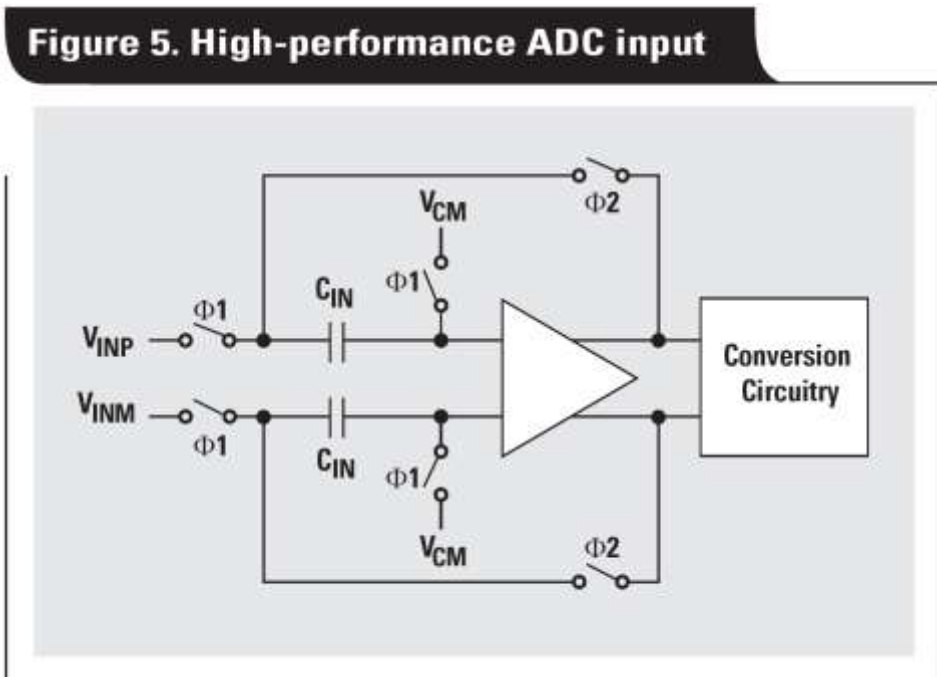 Figure 5. High-performance ADC input
Φ2
VCM
Φ1
CIN
Φ1
VINP
Conversion
Circuitry
VINM
Φ1
CIN
Φ1
VCM
Φ2